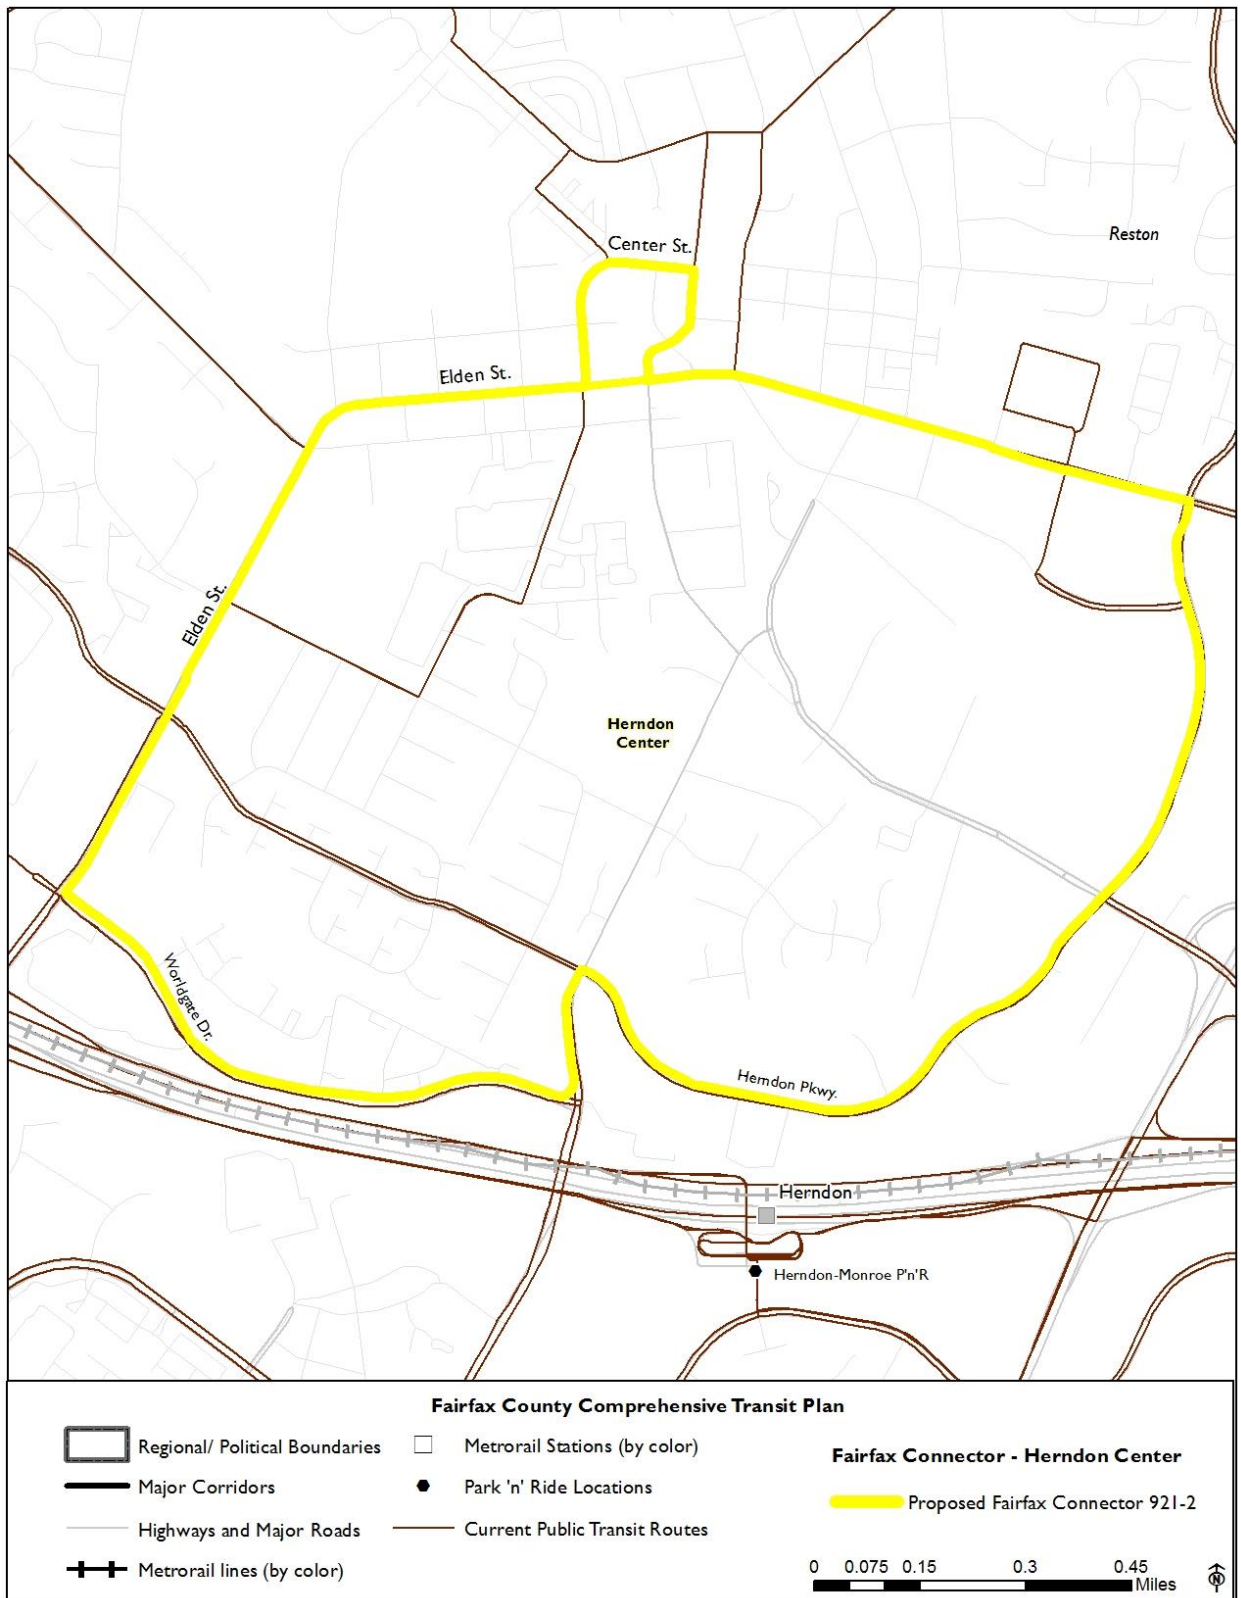 Reston
Center St.
Elden St.
Elden St.
Herndon
Center
Worldgate Dr.
Herndon Pkwy.
Herndon
Herndon-Monroe P'n'R
Fairfax County Comprehensive Transit Plan
Regional/ Political Boundaries
Major Corridors
Highways and Major Roads
Metrorail lines (by color)
Metrorail Stations (by color)
Park 'n' Ride Locations
Current Public Transit Routes
Fairfax Connector - Herndon Center
Proposed Fairfax Connector 921-2
0 0.075 0.15 0.3 0.45
Miles
N